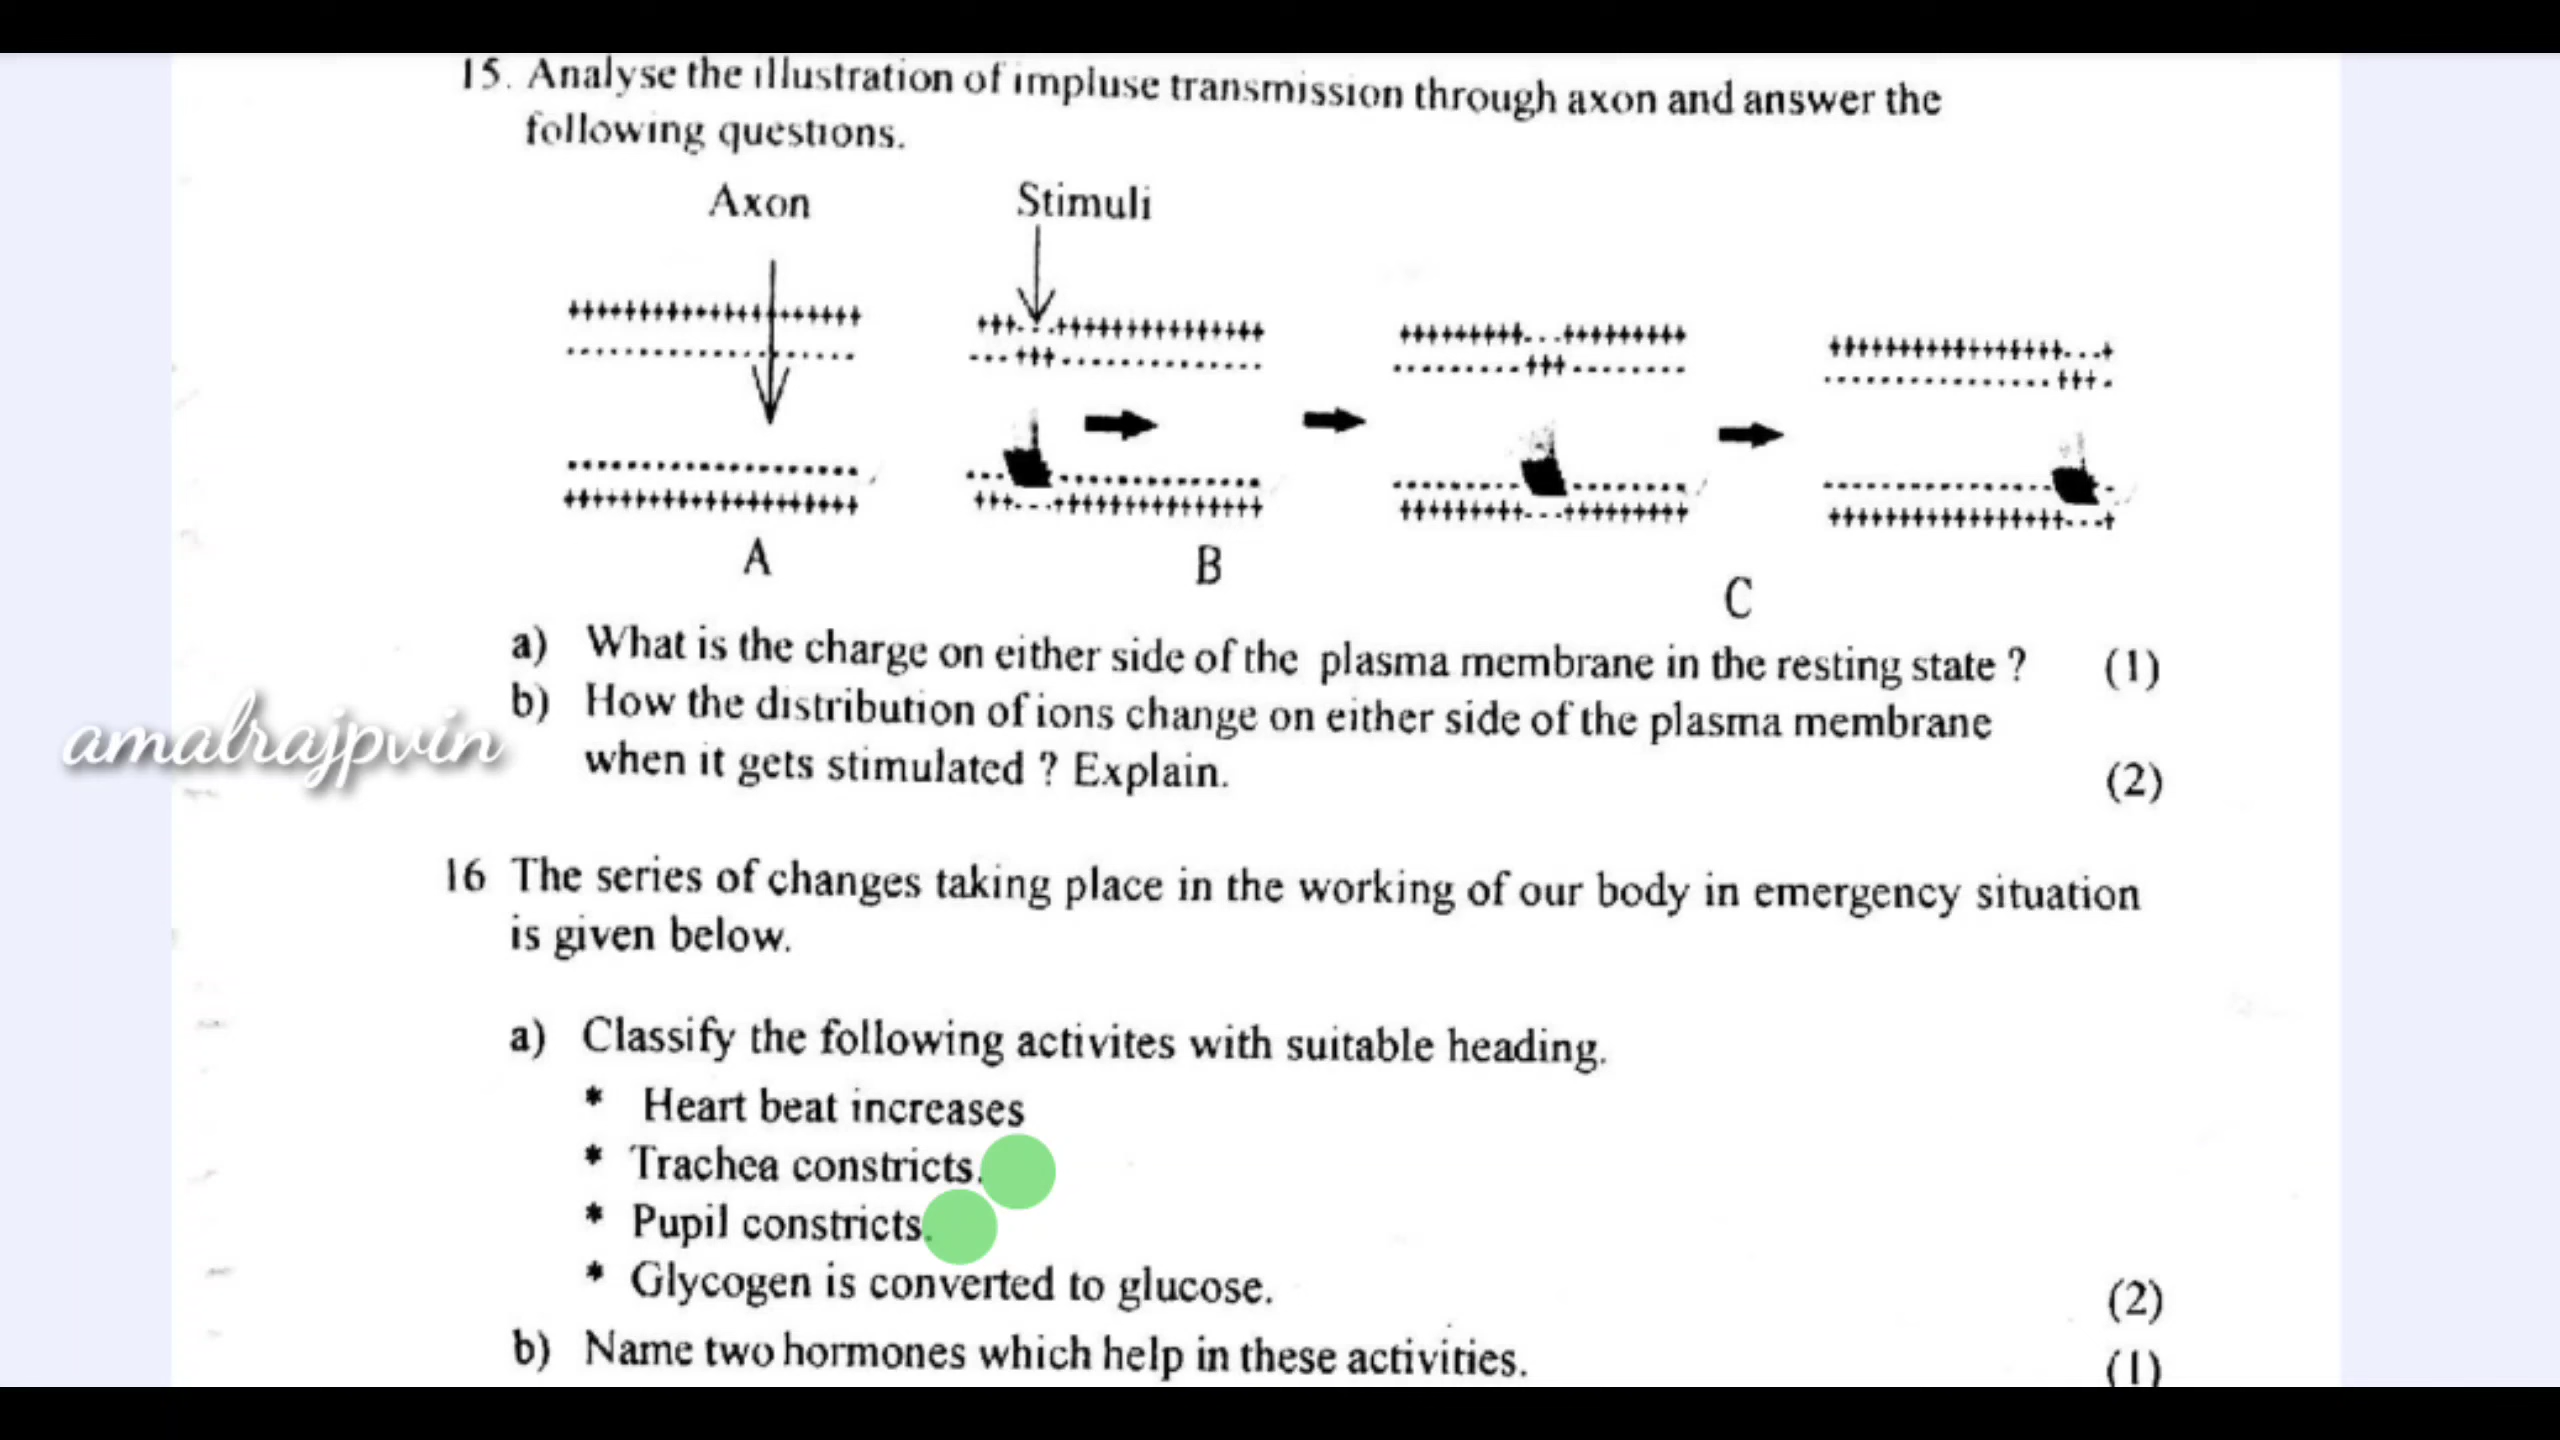 15. Analyse the illustration of impluse transmission through axon and answer the
following questions.
Axon
Stimuli
A
B
C
a) What is the charge on either side of the plasma membrane in the resting state ? (1)
b) How the distribution of ions change on either side of the plasma membrane
when it gets stimulated ? Explain. (2)
amalrajpvin
16 The series of changes taking place in the working of our body in emergency situation
is given below.
a) Classify the following activites with suitable heading.
* Heart beat increases
* Trachea constricts.
* Pupil constricts.
* Glycogen is converted to glucose. (2)
b) Name two hormones which help in these activities. (1)